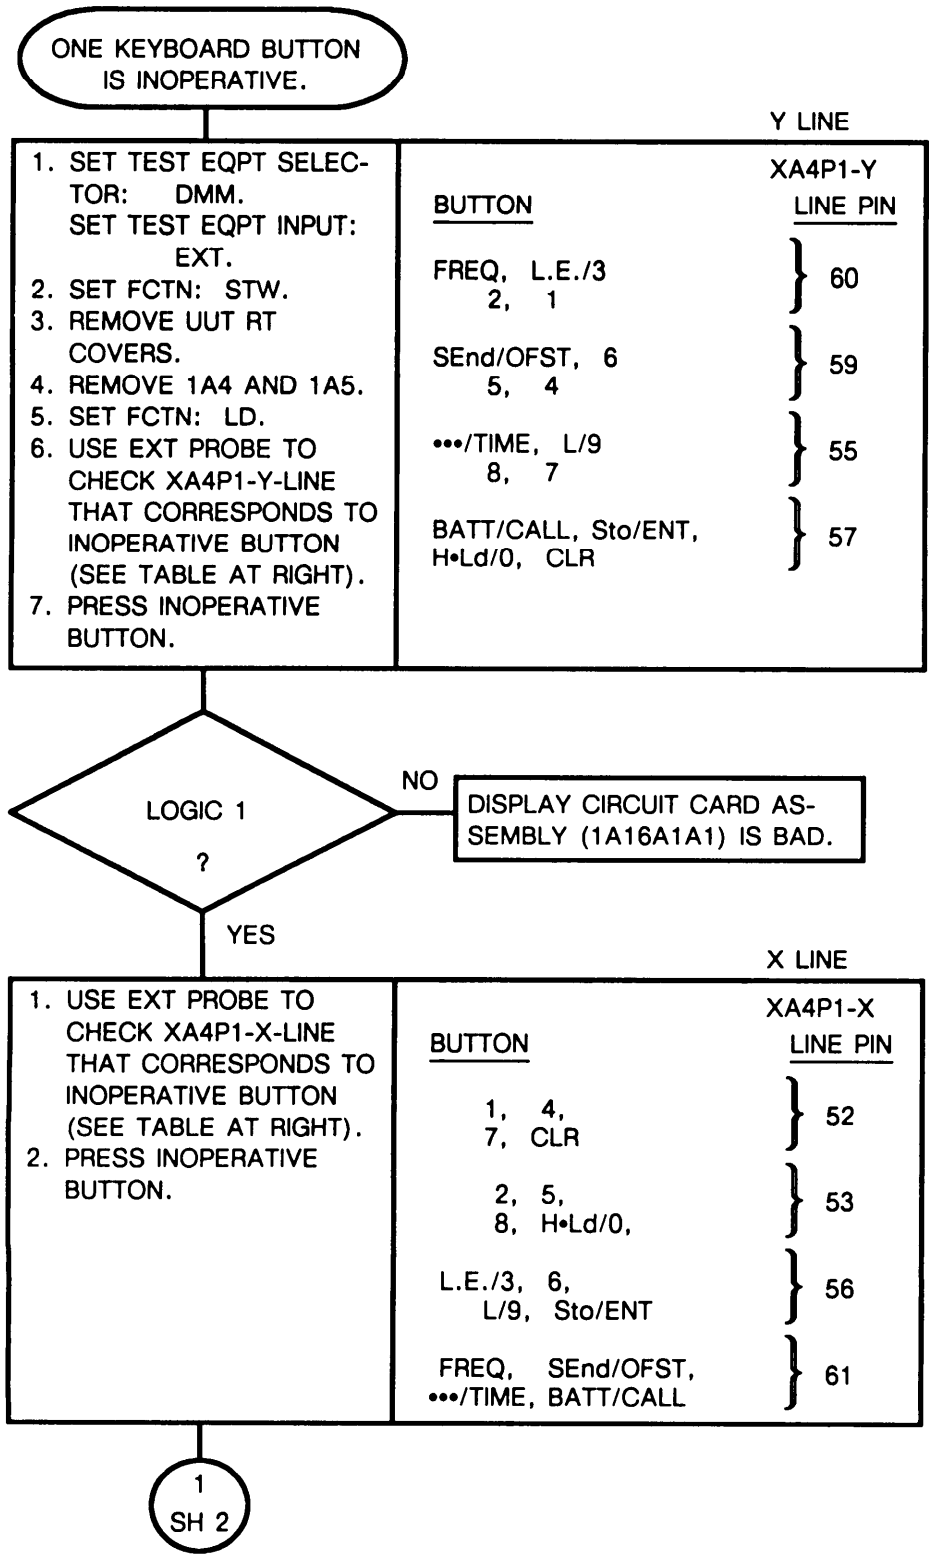 ONE KEYBOARD BUTTON
IS INOPERATIVE.
1. SET TEST EQPT SELEC-
TOR: DMM.
SET TEST EQPT INPUT:
EXT.
2. SET FCTN: STW.
3. REMOVE UUT RT
COVERS.
4. REMOVE 1A4 AND 1A5.
5. SET FCTN: LD.
6. USE EXT PROBE TO
CHECK XA4P1-Y-LINE
THAT CORRESPONDS TO
INOPERATIVE BUTTON
(SEE TABLE AT RIGHT).
7. PRESS INOPERATIVE
BUTTON.
Y LINE
XA4P1-Y
BUTTON LINE PIN
FREQ, L.E./3
2, 1
} 60
SEnd/OFST, 6
5, 4
} 59
•••/TIME, L/9
8, 7
} 55
BATT/CALL, Sto/ENT,
H•Ld/0, CLR
} 57
LOGIC 1
?
NO
DISPLAY CIRCUIT CARD AS-
SEMBLY (1A16A1A1) IS BAD.
YES
1. USE EXT PROBE TO
CHECK XA4P1-X-LINE
THAT CORRESPONDS TO
INOPERATIVE BUTTON
(SEE TABLE AT RIGHT).
2. PRESS INOPERATIVE
BUTTON.
X LINE
XA4P1-X
BUTTON LINE PIN
1, 4,
7, CLR
} 52
2, 5,
8, H•Ld/0,
} 53
L.E./3, 6,
L/9, Sto/ENT
} 56
FREQ, SEnd/OFST,
•••/TIME, BATT/CALL
} 61
1
SH 2